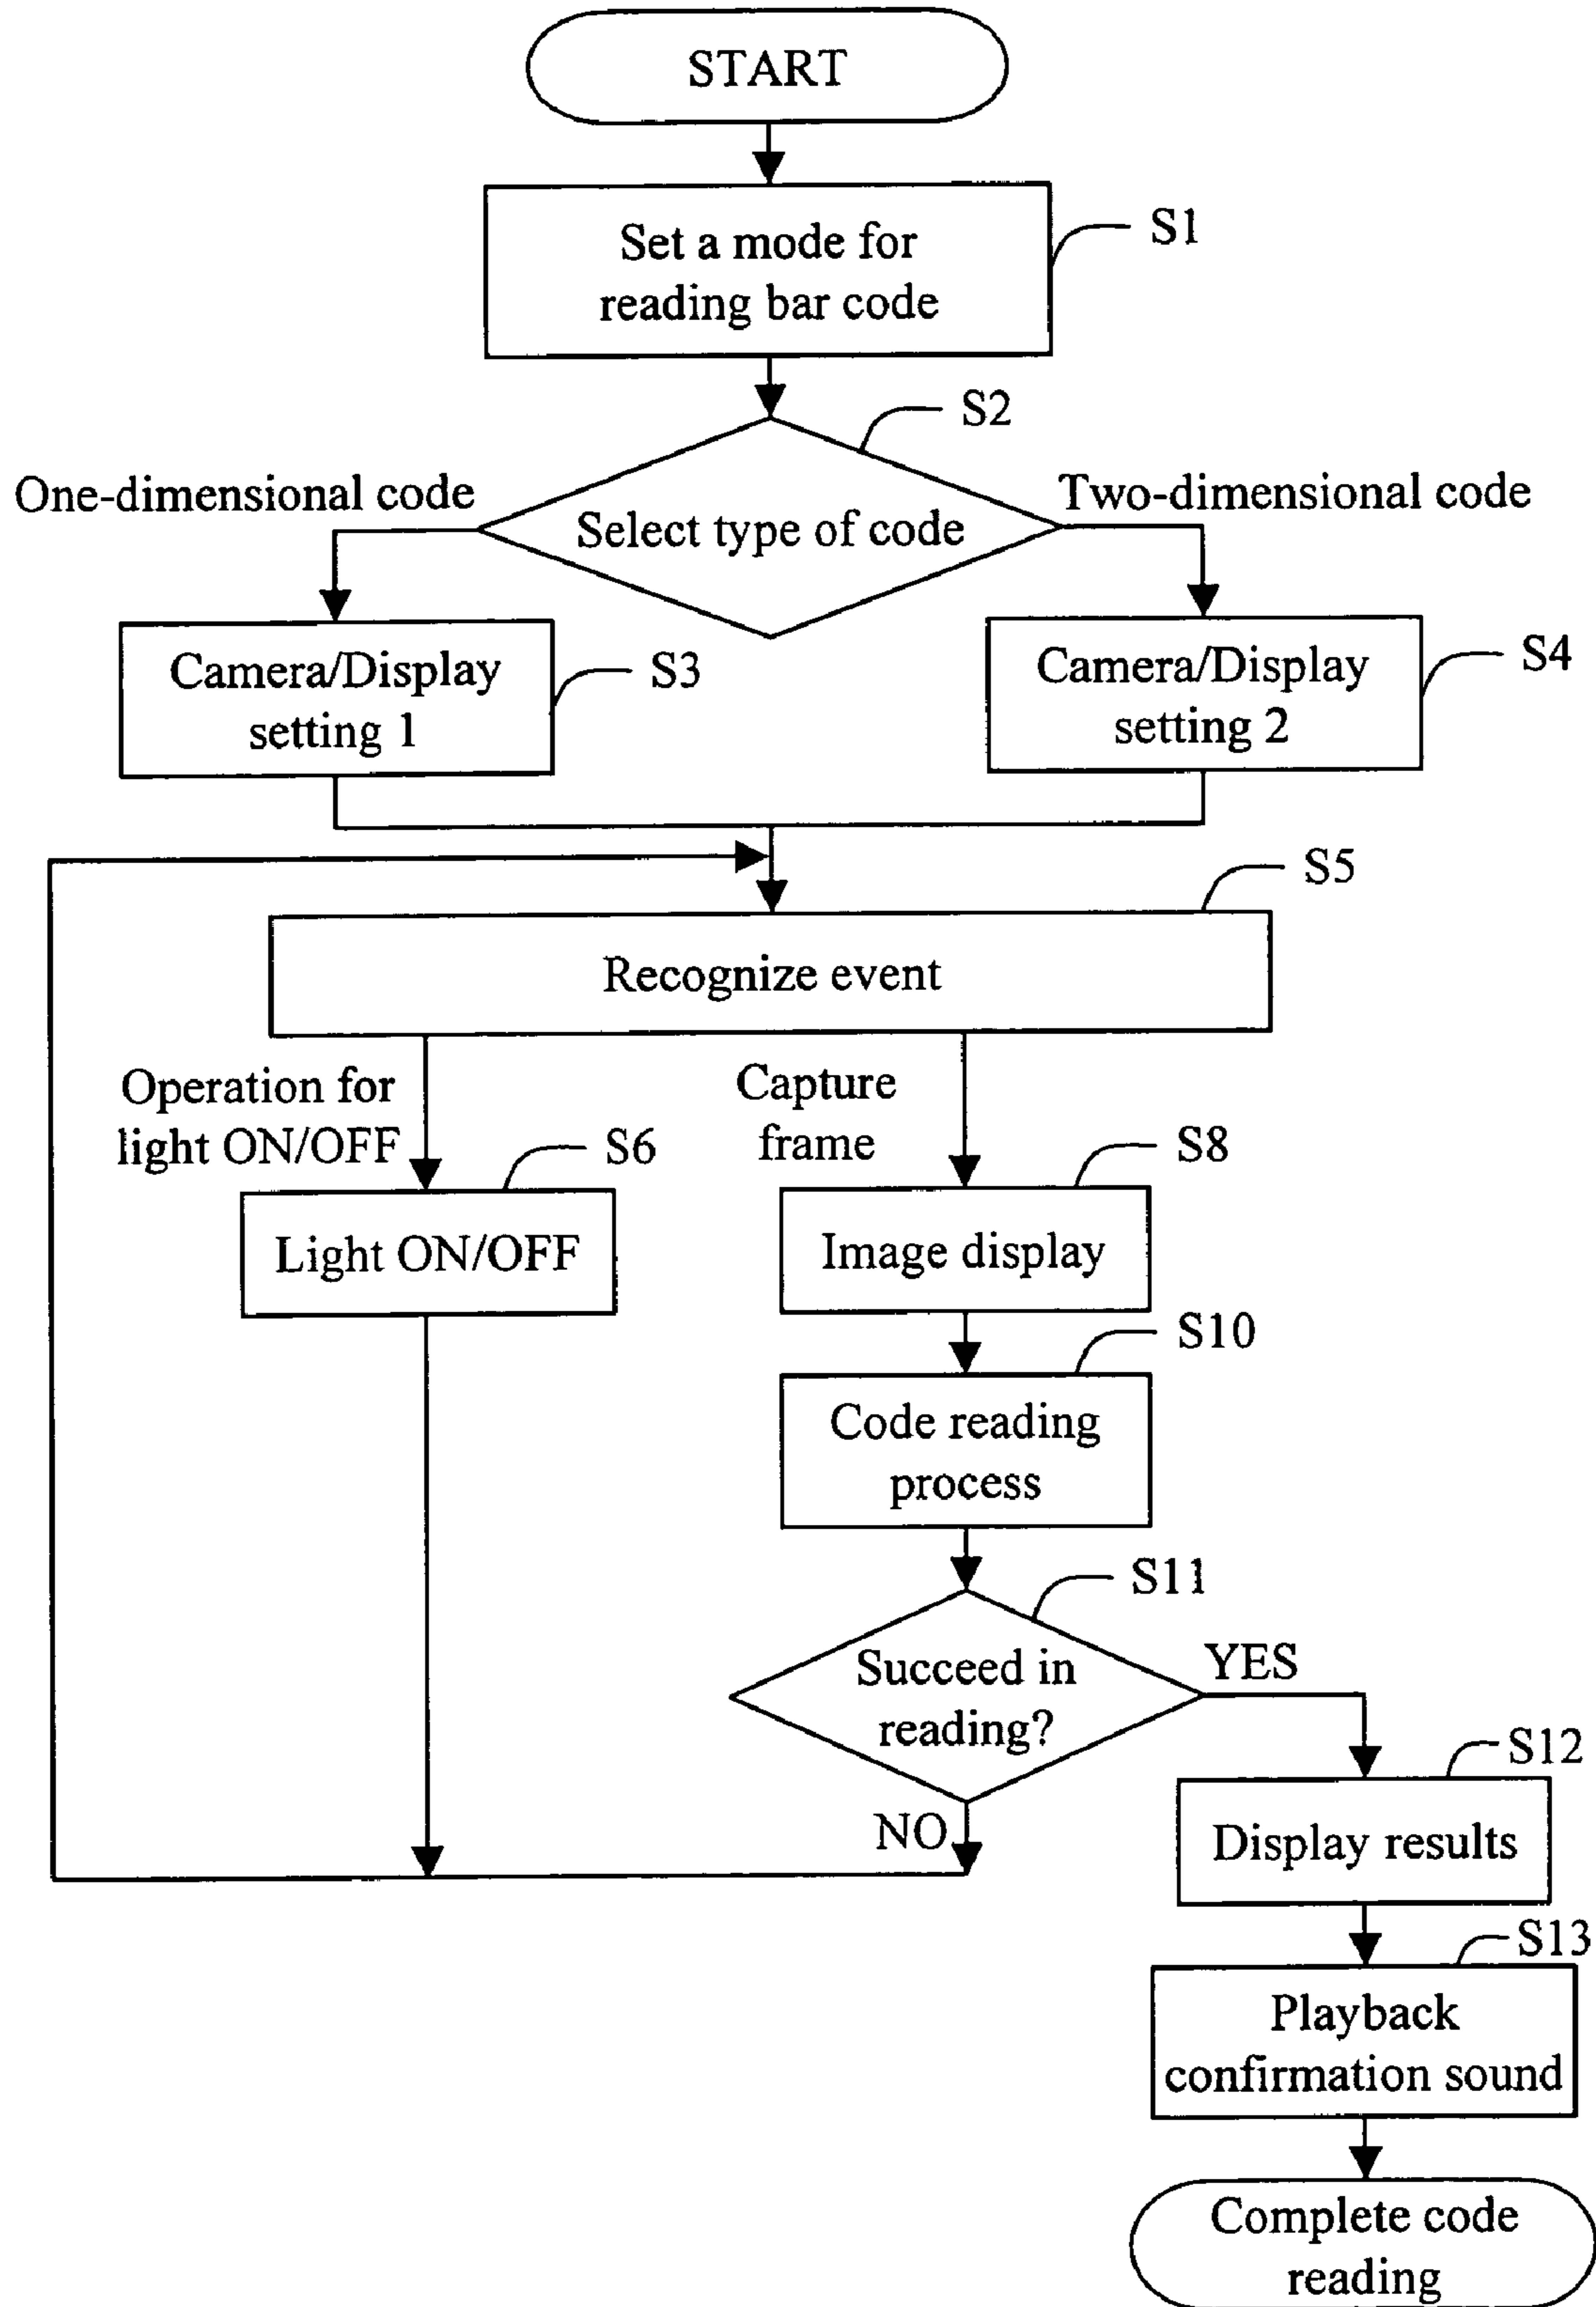 START
Set a mode for
reading bar code
S1
S2
One-dimensional code
Select type of code
Two-dimensional code
Camera/Display
setting 1
S3
Camera/Display
setting 2
S4
S5
Recognize event
Operation for
light ON/OFF
Capture
frame
S6
S8
Light ON/OFF
Image display
S10
Code reading
process
S11
Succeed in
reading?
YES
NO
S12
Display results
S13
Playback
confirmation sound
Complete code
reading